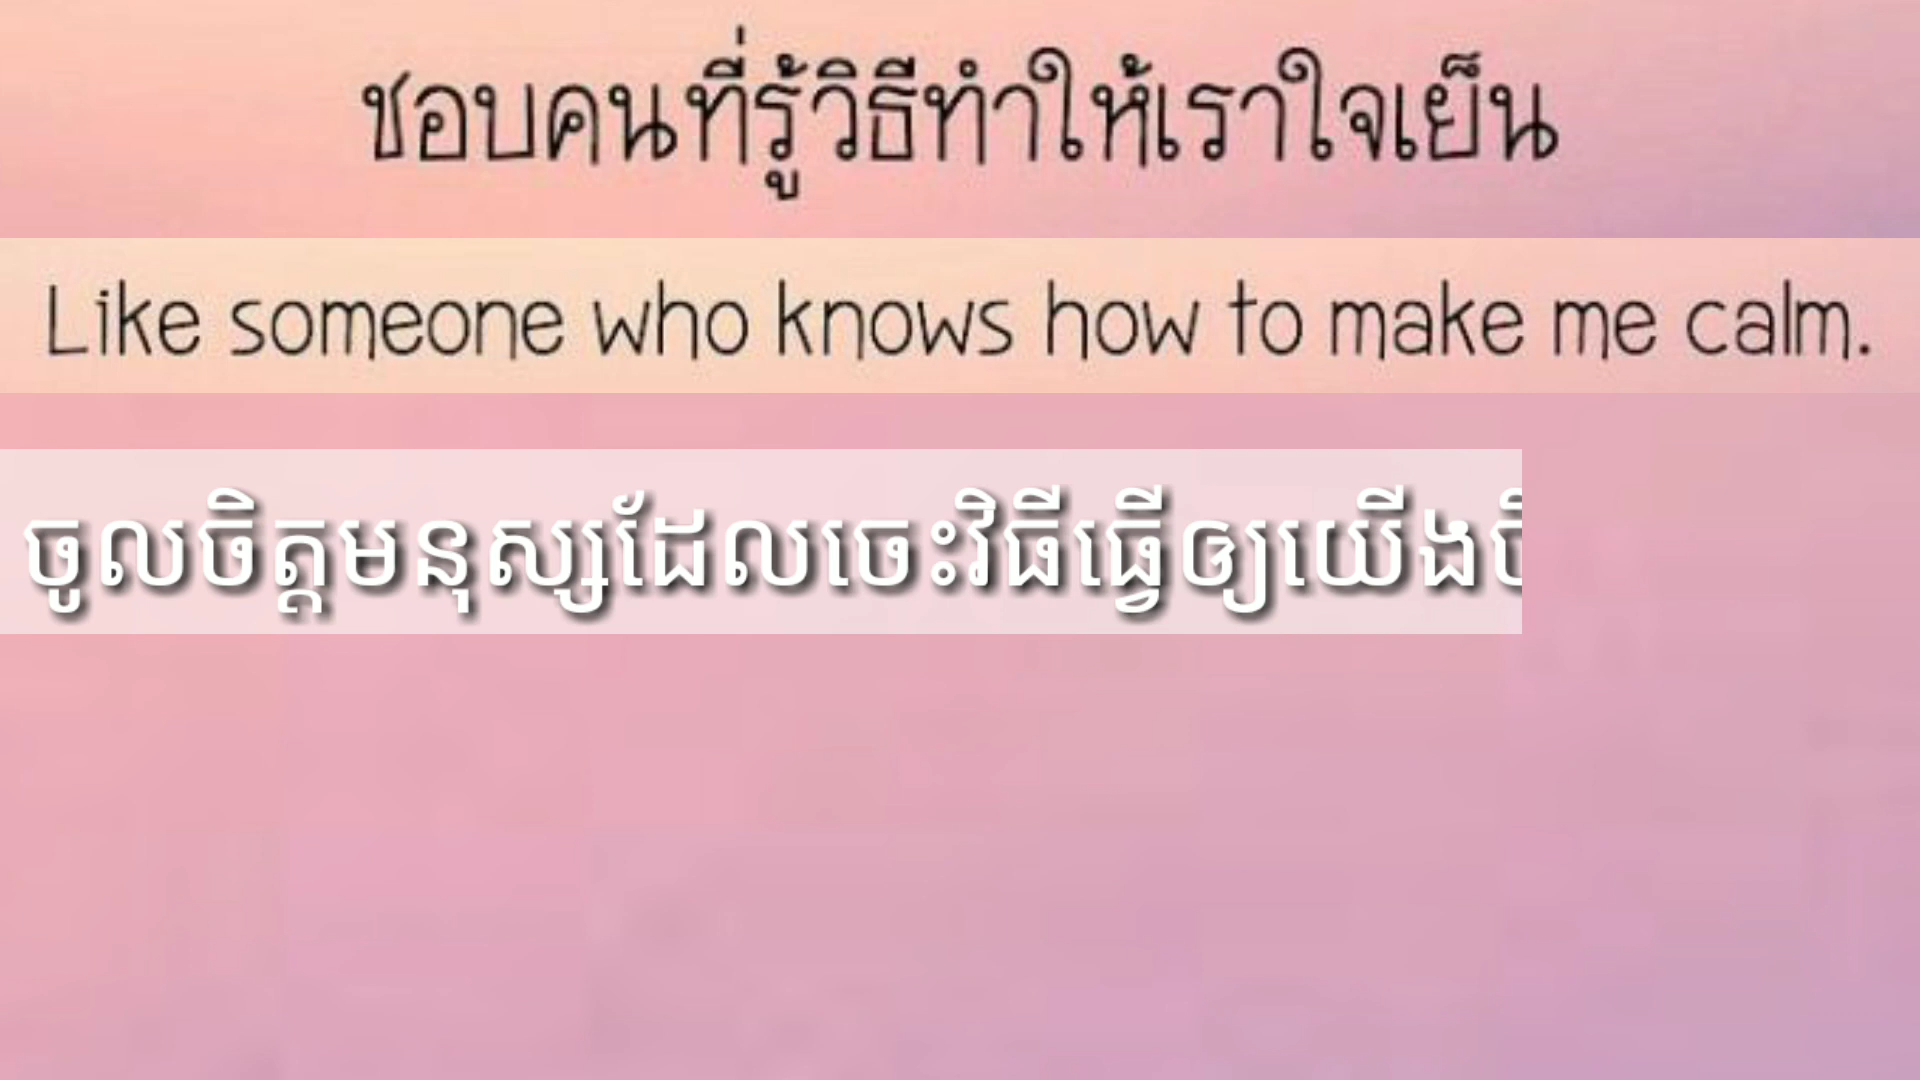 ชอบคนที่รู้วิธีทำให้เราใจเย็น
Like someone who knows how to make me calm.
ចូលចិត្តមនុស្សដែលចេះវិធីធ្វើឲ្យយើង